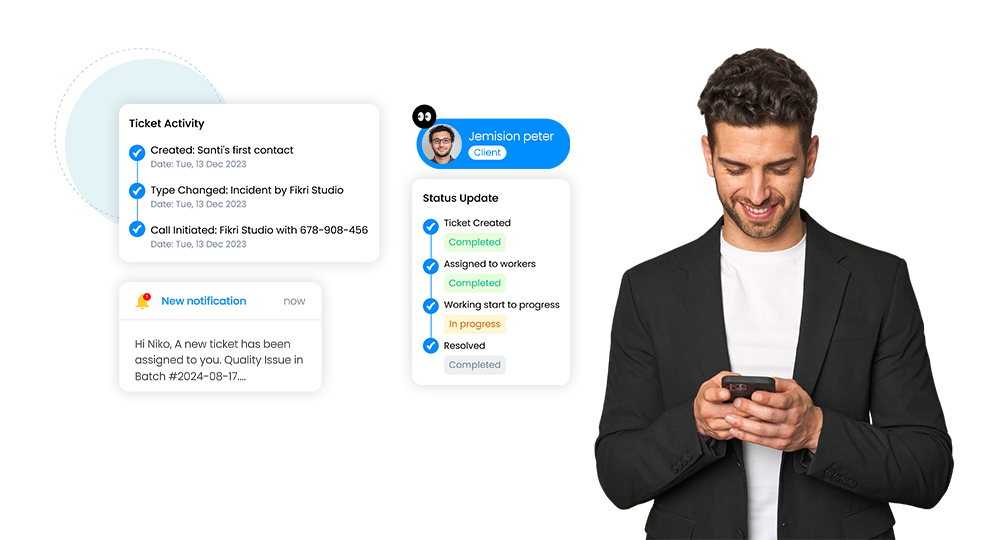 Ticket Activity
Created: Santi's first contact
Date: Tue, 13 Dec 2023
Type Changed: Incident by Fikri Studio
Date: Tue, 13 Dec 2023
Call Initiated: Fikri Studio with 678-908-456
Date: Tue, 13 Dec 2023
New notification
now
Hi Niko, A new ticket has been
assigned to you. Quality Issue in
Batch #2024-08-17....
Jemision peter
Client
Status Update
Ticket Created
Completed
Assigned to workers
Completed
Working start to progress
In progress
Resolved
Completed